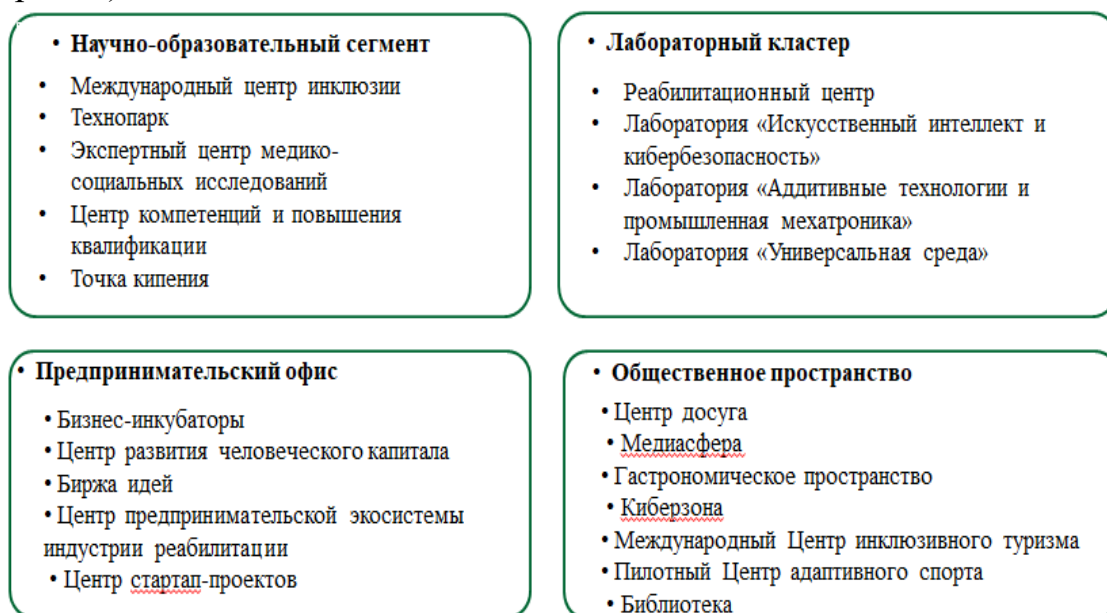 • Научно-образовательный сегмент
• Международный центр инклюзии
• Технопарк
• Экспертный центр медико-
социальных исследований
• Центр компетенций и повышения
квалификации
• Точка кипения
• Лабораторный кластер
• Реабилитационный центр
• Лаборатория «Искусственный интеллект и
кибербезопасность»
• Лаборатория «Аддитивные технологии и
промышленная мехатроника»
• Лаборатория «Универсальная среда»
• Предпринимательский офис
• Бизнес-инкубаторы
• Центр развития человеческого капитала
• Биржа идей
• Центр предпринимательской экосистемы
индустрии реабилитации
• Центр стартап-проектов
• Общественное пространство
• Центр досуга
• Медиасфера
• Гастрономическое пространство
• Киберзона
• Международный Центр инклюзивного туризма
• Пилотный Центр адаптивного спорта
• Библиотека